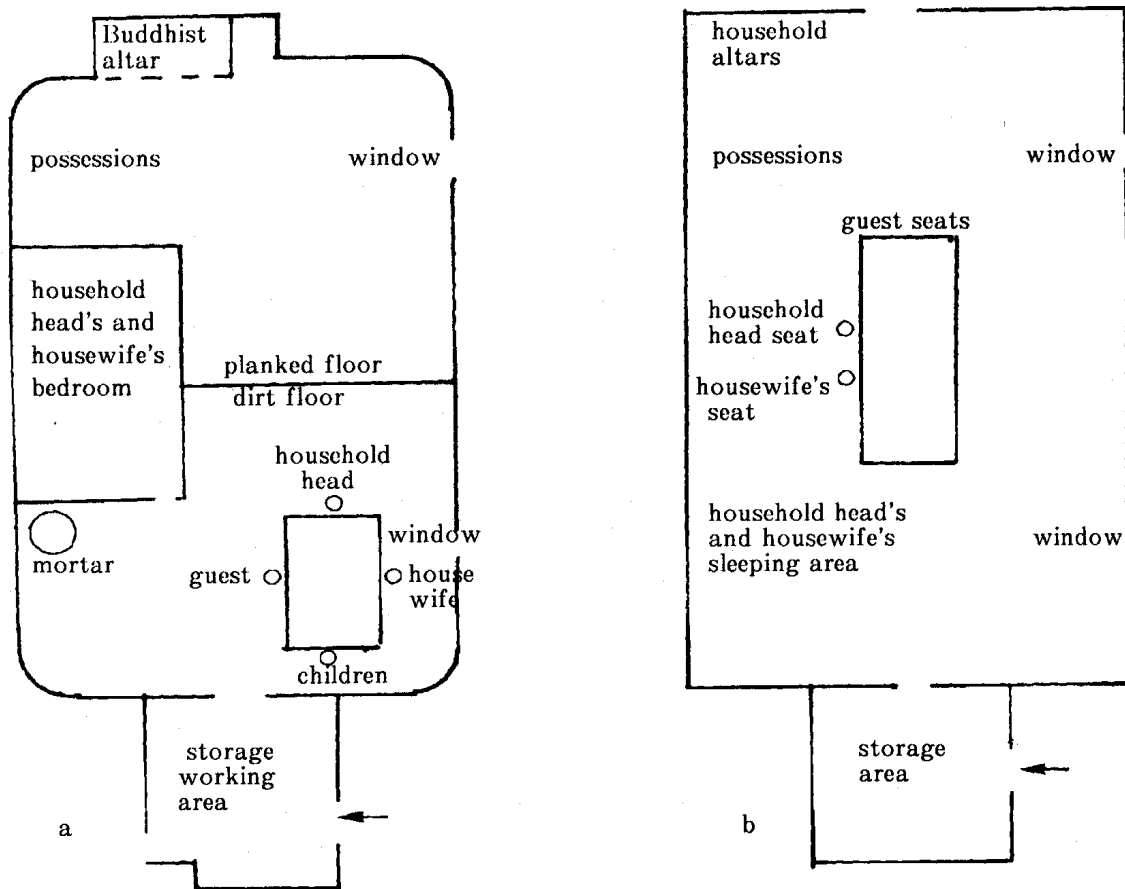 Buddhist
altar
possessions
window
household
head's and
housewife's
bedroom
planked floor
dirt floor
household
head
window
mortar
guest
house
wife
children
storage
working
area
a
household
altars
possessions
window
guest seats
household
head seat
housewife's
seat
household head's
and housewife's
sleeping area
window
storage
area
b